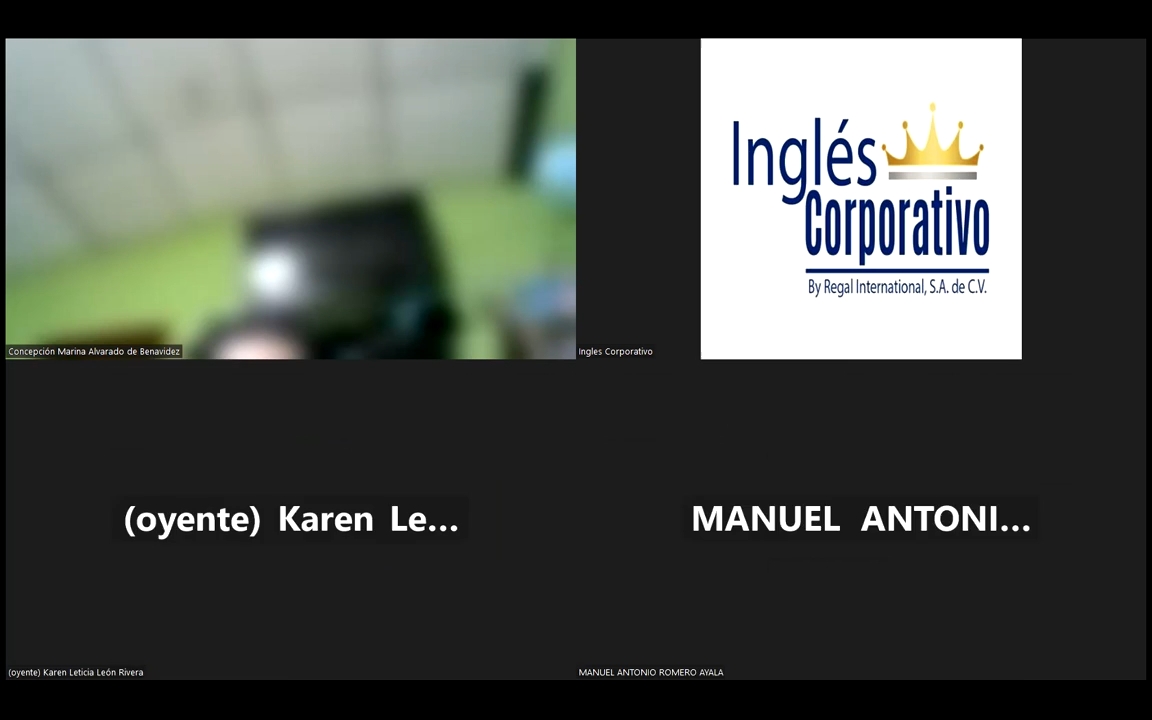 Inglés
Corporativo
By Regal International, S.A. de C.V.
Concepción Marina Alvarado de Benavidez
Ingles Corporativo
(oyente) Karen Le...
MANUEL ANTONI...
(oyente) Karen Leticia León Rivera
MANUEL ANTONIO ROMERO AYALA